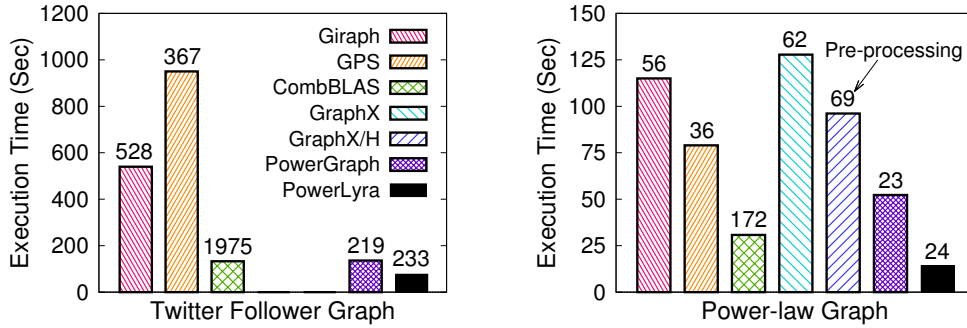 1200
1000
800
600
400
200
0
Execution Time (Sec)
Giraph
GPS
CombBLAS
GraphX
GraphX/H
PowerGraph
PowerLyra
528
367
1975
219
233
Twitter Follower Graph
150
125
100
75
50
25
0
Execution Time (Sec)
Pre-processing
56
36
172
62
69
23
24
Power-law Graph